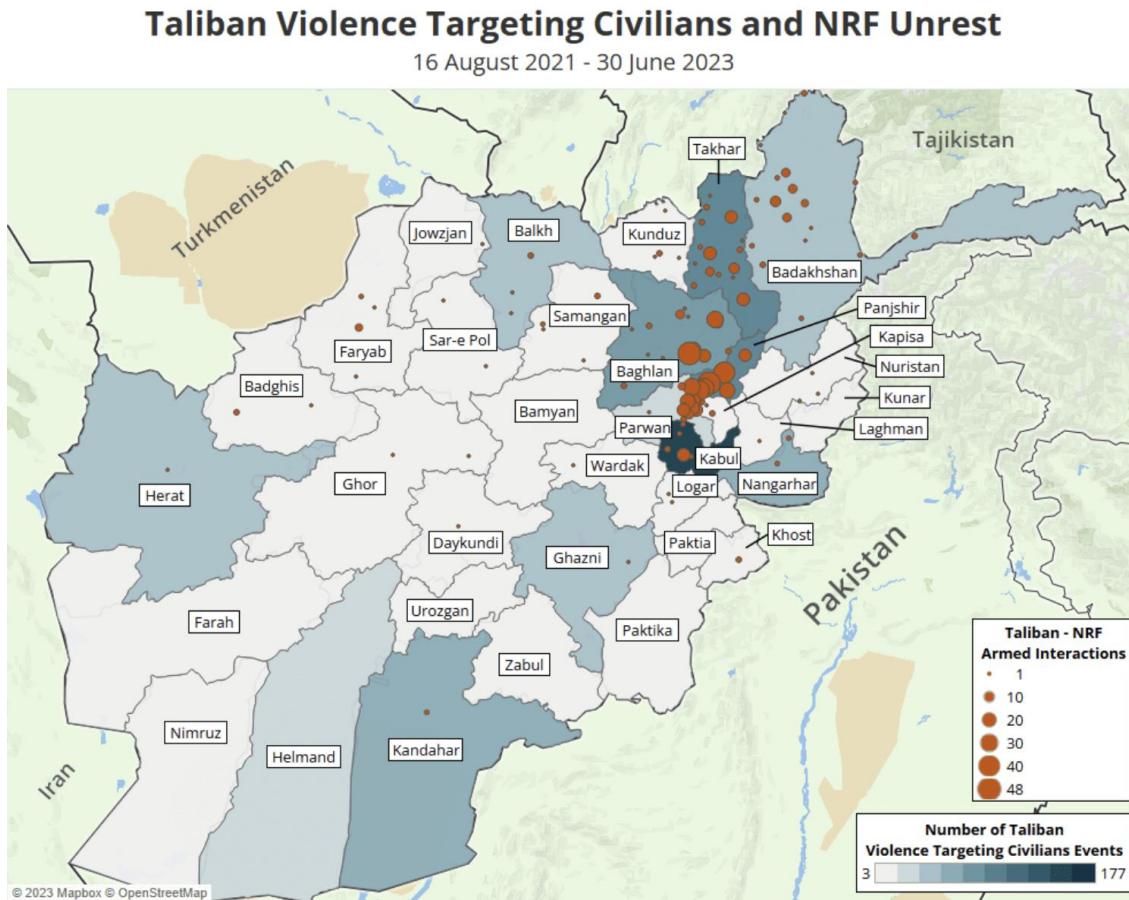 Taliban Violence Targeting Civilians and NRF Unrest
16 August 2021 - 30 June 2023
Tajikistan
Takhar
Turkmenistan
Jowzjan
Balkh
Kunduz
Badakhshan
Panjshir
Samangan
Kapisa
Sar-e Pol
Faryab
Nuristan
Baghlan
Badghis
Kunar
Bamyan
Parwan
Laghman
Kabul
Wardak
Ghor
Nangarhar
Logar
Herat
Khost
Daykundi
Paktia
Ghazni
Pakistan
Urozgan
Farah
Paktika
Zabul
Nimruz
Kandahar
Helmand
Iran
Taliban - NRF
Armed Interactions
1
10
20
30
40
48
Number of Taliban
Violence Targeting Civilians Events
3 177
© 2023 Mapbox © OpenStreetMap